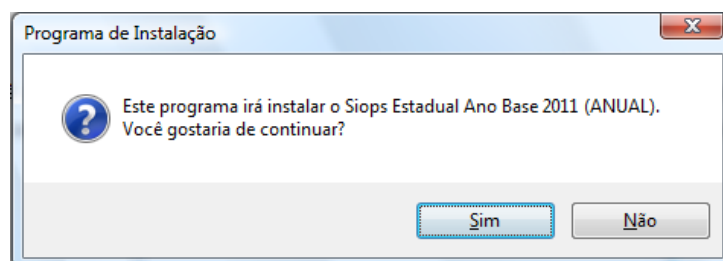 Programa de Instalação
Este programa irá instalar o Siops Estadual Ano Base 2011 (ANUAL).
Você gostaria de continuar?
Sim
Não